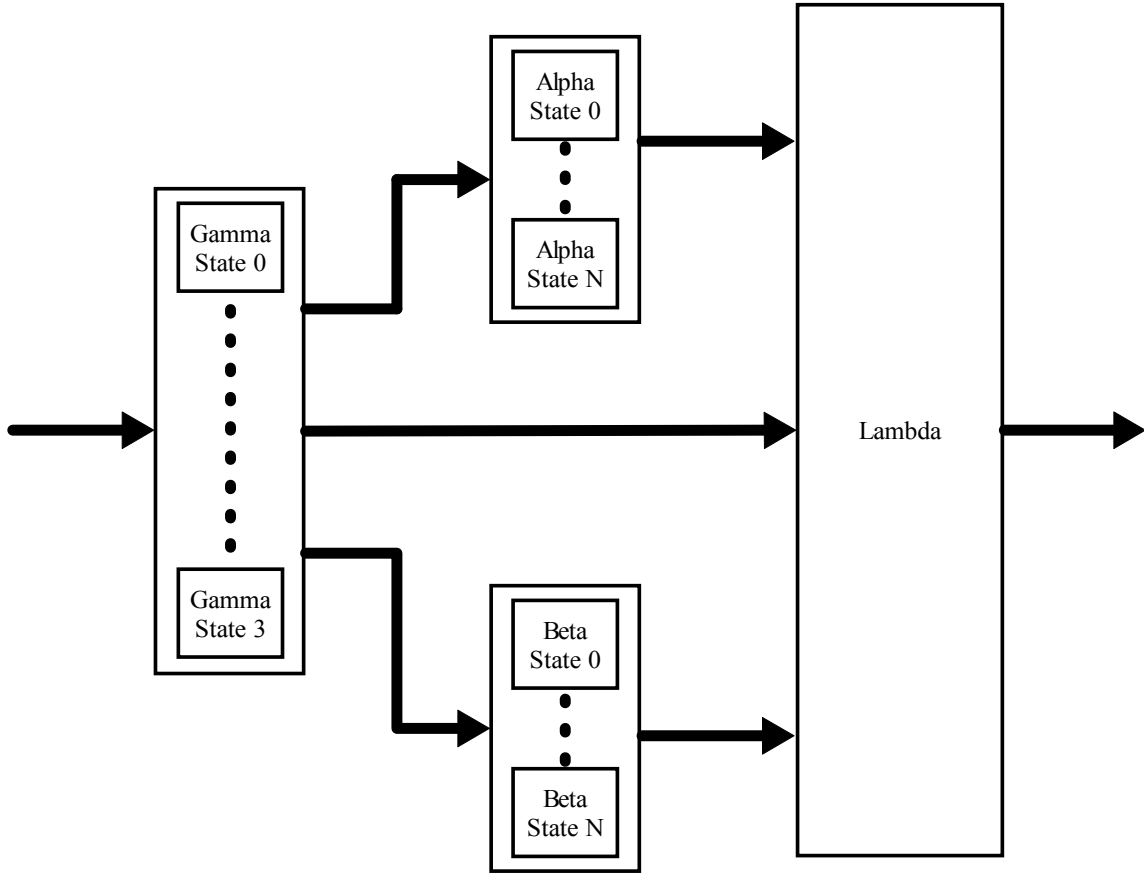 Gamma
State 0
Gamma
State 3
Alpha
State 0
Alpha
State N
Beta
State 0
Beta
State N
Lambda